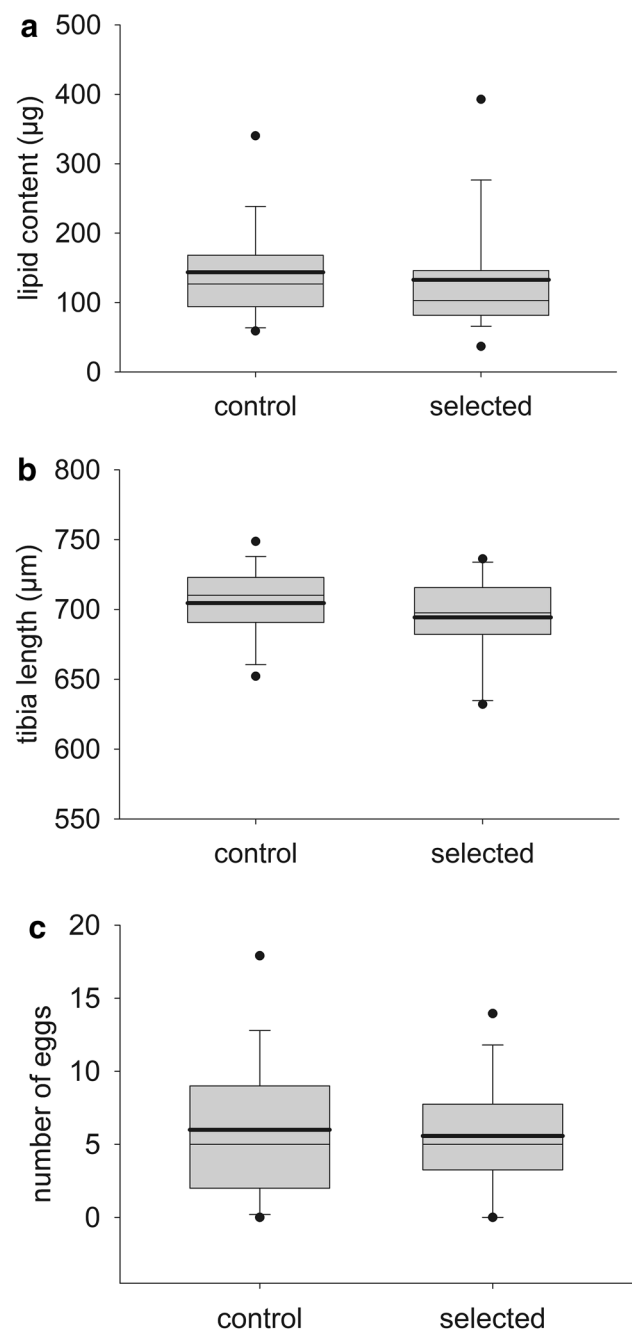 a
lipid content (µg)
500
400
300
200
100
0
control selected
b
tibia length (µm)
800
750
700
650
600
550
control selected
c
number of eggs
20
15
10
5
0
control selected